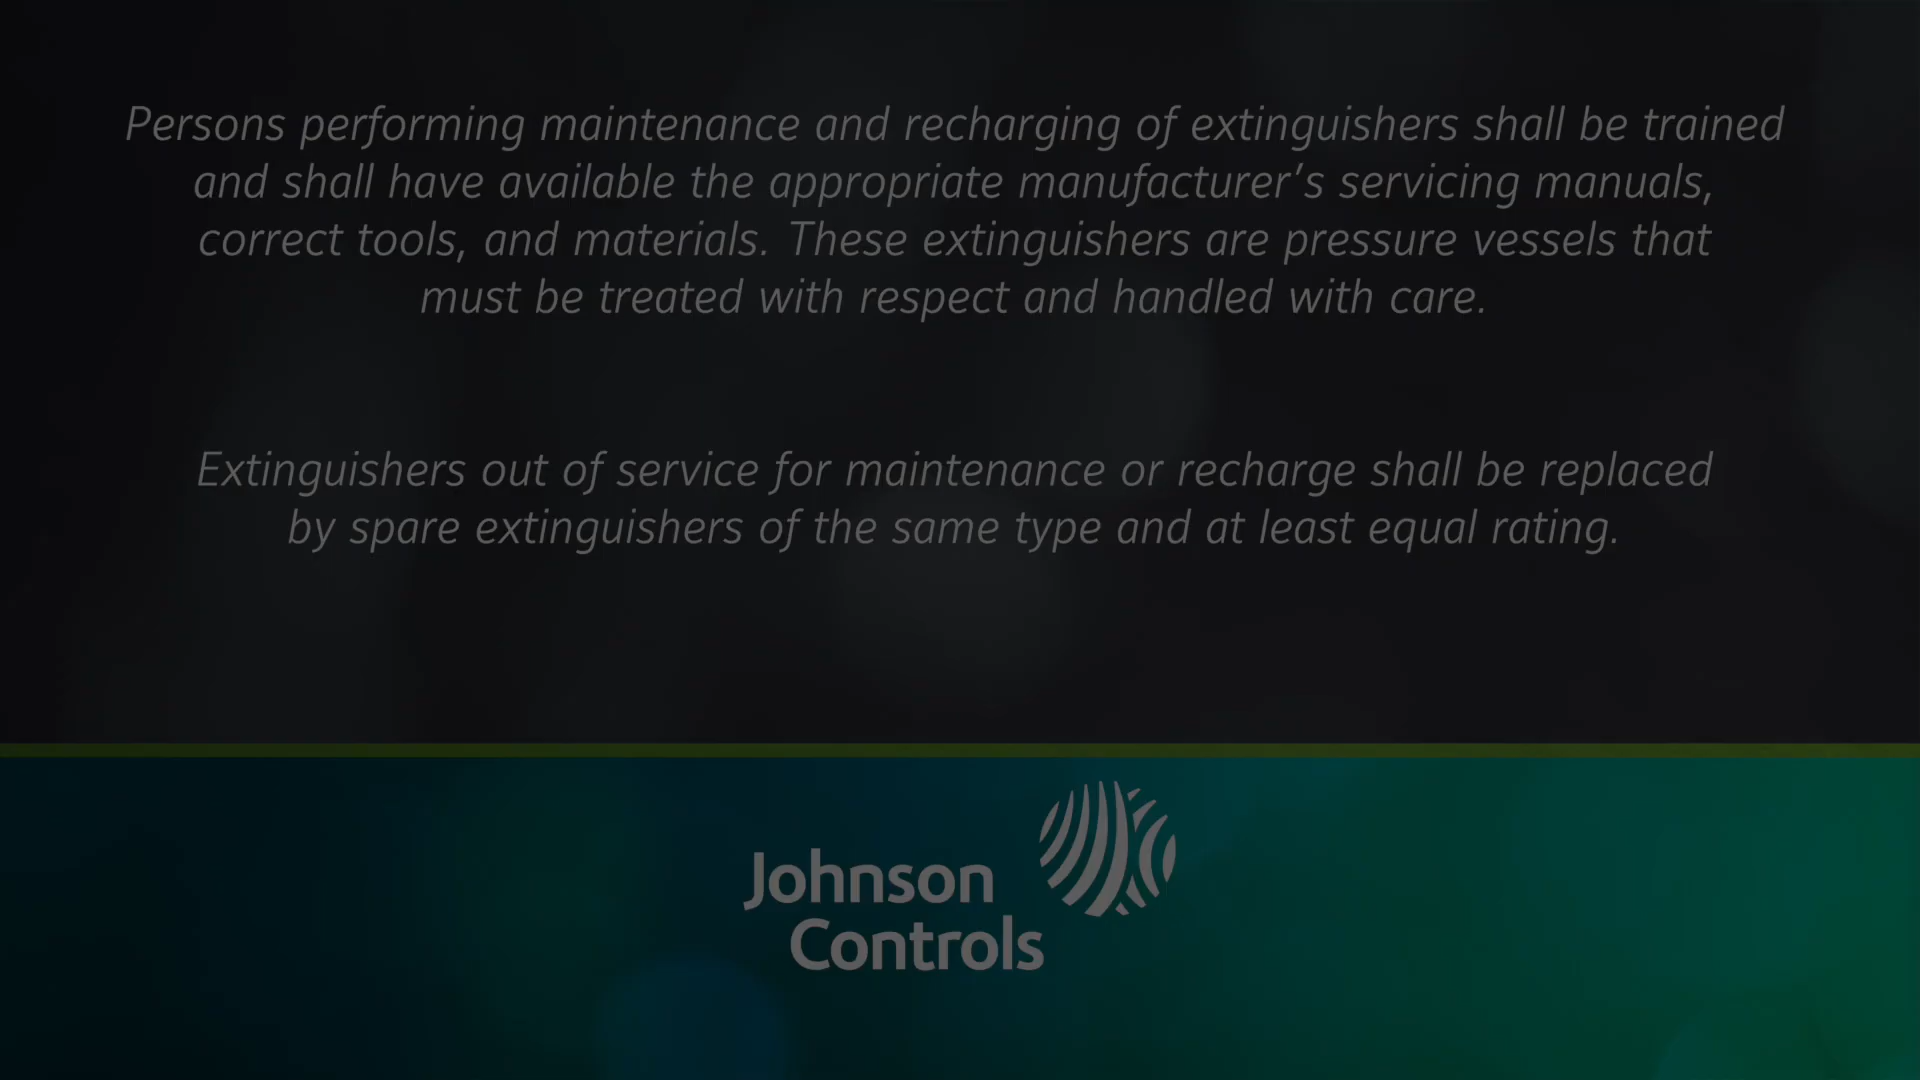 Persons performing maintenance and recharging of extinguishers shall be trained
and shall have available the appropriate manufacturer’s servicing manuals,
correct tools, and materials. These extinguishers are pressure vessels that
must be treated with respect and handled with care.
Extinguishers out of service for maintenance or recharge shall be replaced
by spare extinguishers of the same type and at least equal rating.
Johnson
Controls